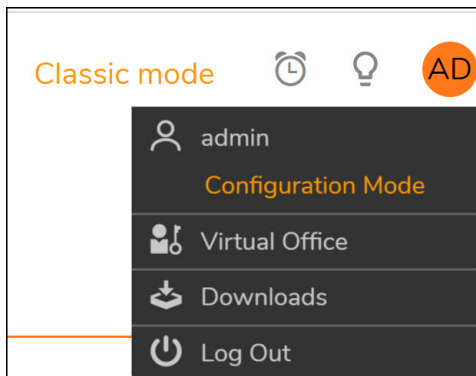 Classic mode
AD
admin
Configuration Mode
Virtual Office
Downloads
Log Out